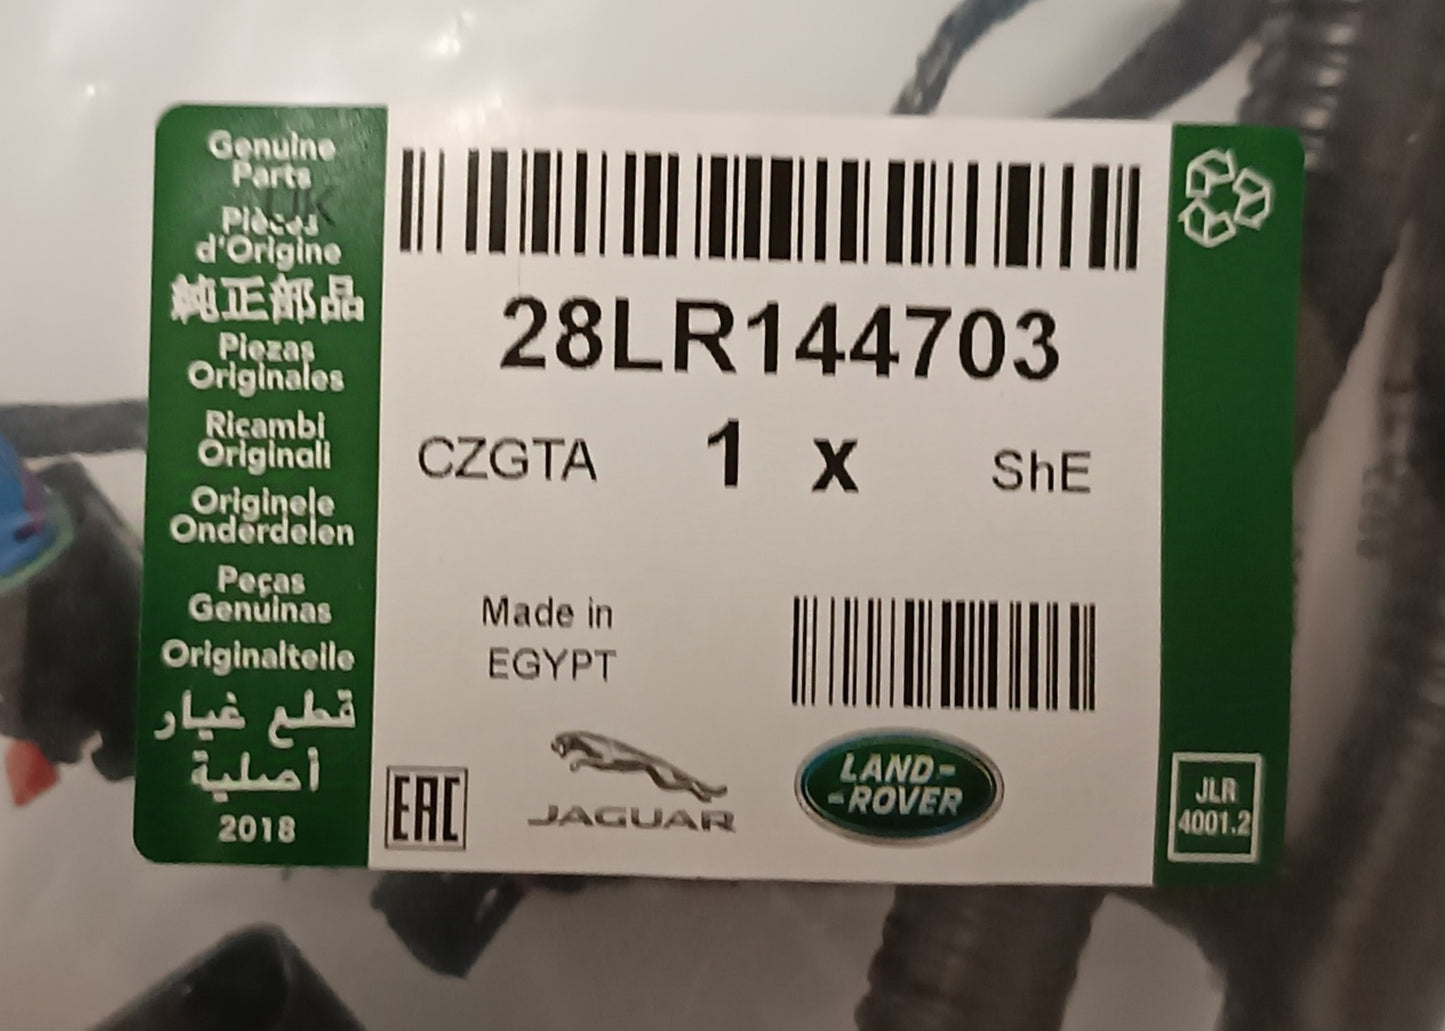 Genuine
Parts
UK
Pièces
d'Origine
純正部品
Piezas
Originales
Ricambi
Originali
Originele
Onderdelen
Peças
Genuinas
Originalteile
قطع غيار
أصلية
2018
28LR144703
CZGTA 1 x ShE
Made in
EGYPT
EAC
JAGUAR
LAND-
-ROVER
JLR
4001.2